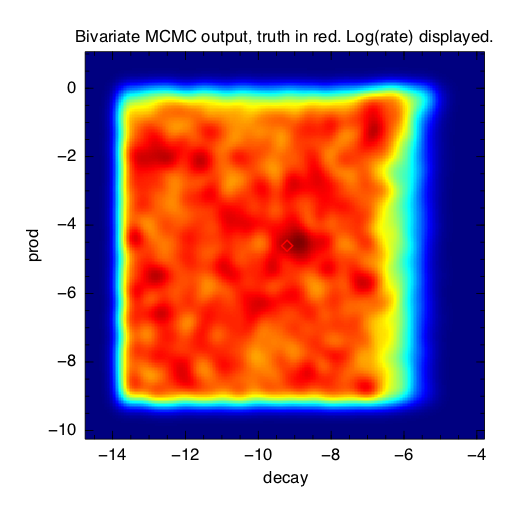 Bivariate MCMC output, truth in red. Log(rate) displayed.
0
−2
−4
−6
−8
−10
prod
−14 −12 −10 −8 −6 −4
decay